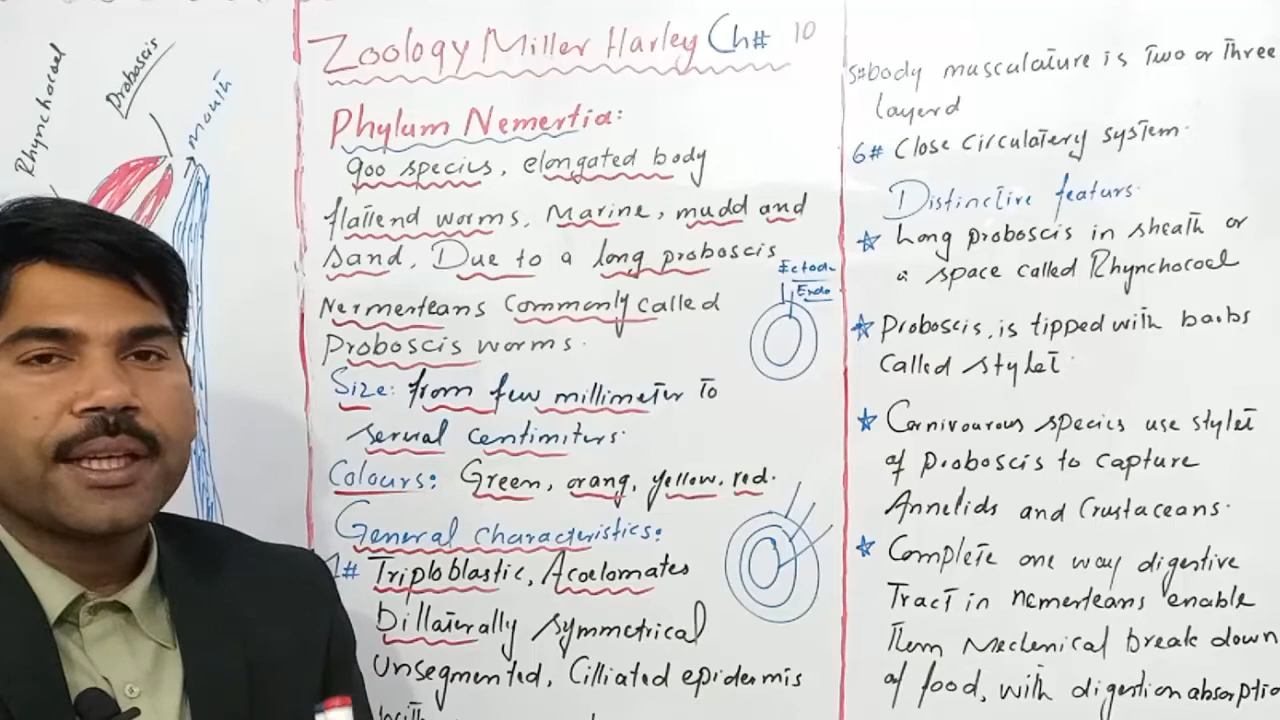 Rhynchocoel
Proboscis
Mouth
Zoology Miller Harley Ch# 10
Phylum Nemertia:
900 species, elongated body
flattend worms, Marine, mudd and
sand, Due to a long proboscis
Nermerteans Commonly called
Proboscis worms.
Size: from few millimeter to
serval centimiters.
Colours: Green, orang, yellow, red.
General characteristics:
1# Triploblastic, Acoelomates
Billaterally symmetrical
Unsegmented, Cilliated epidermis
with
Ectode
Endo
5# body musculature is Two or Three
layerd
6# Close circulatery system.
Distinctive featurs.
Long proboscis in sheath or
a space called Rhynchocoel
Proboscis, is tipped with barbs
called stylet.
Carnivourous species use stylet
of Proboscis to capture
Annelids and Crustaceans.
Complete one way digestive
Tract in nemerteans enable
Them Mechenical break down
of food, with digestion absorptio